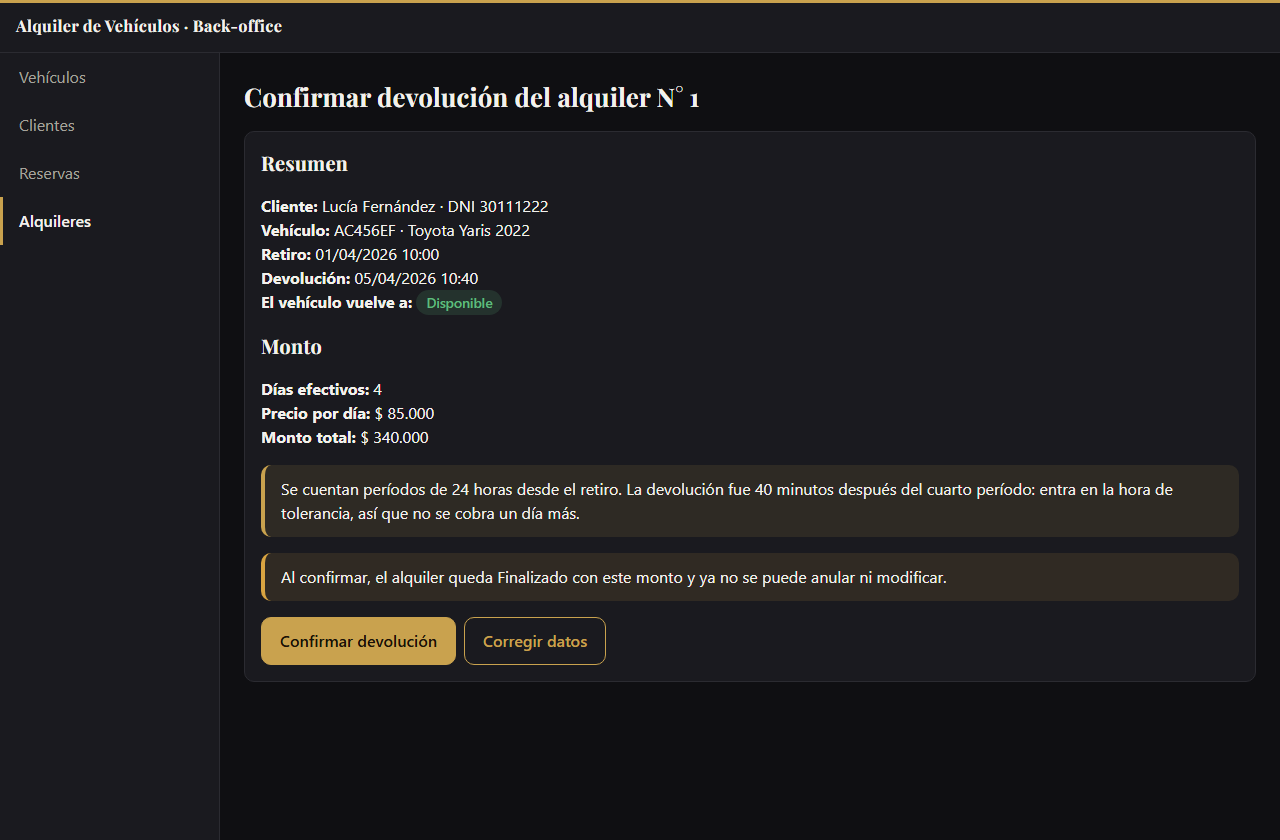 Alquiler de Vehículos · Back-office
Vehículos
Clientes
Reservas
Alquileres
Confirmar devolución del alquiler N° 1
Resumen
Cliente: Lucía Fernández · DNI 30111222
Vehículo: AC456EF · Toyota Yaris 2022
Retiro: 01/04/2026 10:00
Devolución: 05/04/2026 10:40
El vehículo vuelve a: Disponible
Monto
Días efectivos: 4
Precio por día: $ 85.000
Monto total: $ 340.000
Se cuentan períodos de 24 horas desde el retiro. La devolución fue 40 minutos después del cuarto período: entra en la hora de
tolerancia, así que no se cobra un día más.
Al confirmar, el alquiler queda Finalizado con este monto y ya no se puede anular ni modificar.
Confirmar devolución
Corregir datos